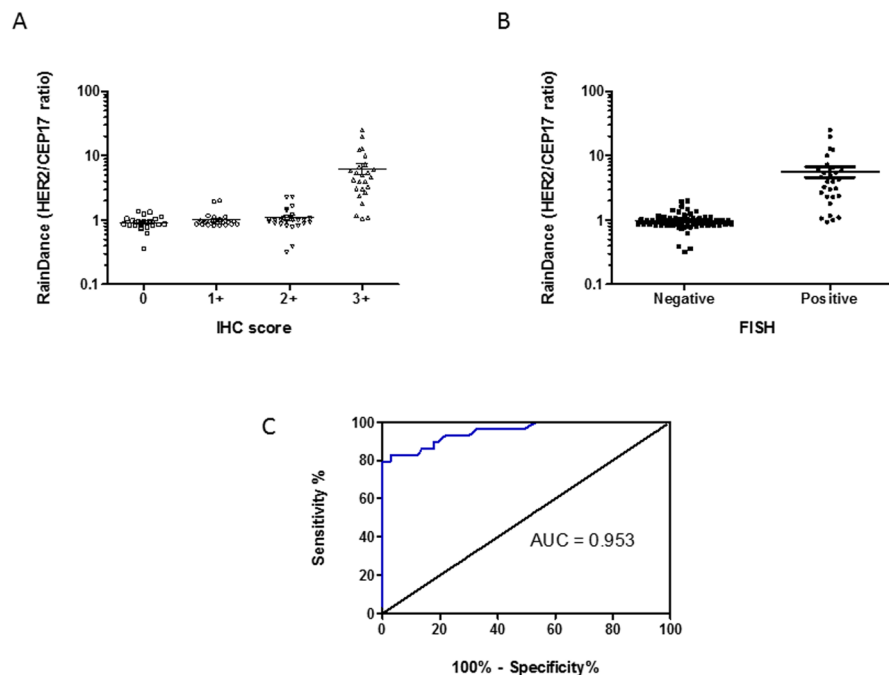 A
RainDance (HER2/CEP17 ratio)
100
10
1
0.1
0
1+
2+
3+
IHC score
B
RainDance (HER2/CEP17 ratio)
100
10
1
0.1
Negative
Positive
FISH
C
Sensitivity %
100
80
60
40
20
0
AUC = 0.953
0
20
40
60
80
100
100% - Specificity%